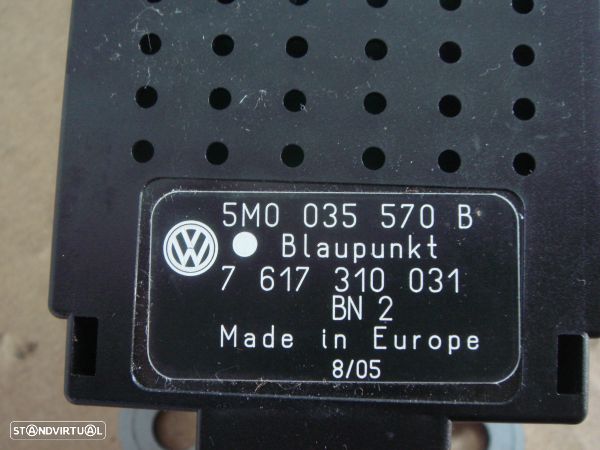 5M0 035 570 B
Blaupunkt
7 617 310 031
BN 2
Made in Europe
8/05
STANDVIRTUAL